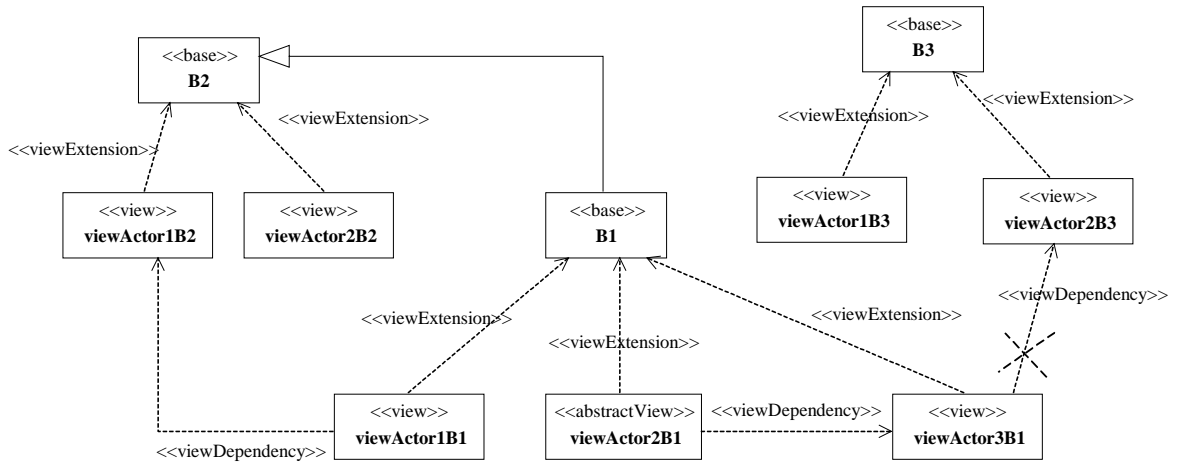 <<base>>
B3
<<base>>
B2
<<viewExtension>>
<<viewExtension>>
<<viewExtension>>
<<viewExtension>>
<<view>>
viewActor1B2
<<view>>
viewActor2B2
<<base>>
B1
<<view>>
viewActor1B3
<<view>>
viewActor2B3
<<viewDependency>>
<<viewExtension>>
<<viewExtension>>
<<viewExtension>>
<<view>>
viewActor1B1
<<abstractView>>
viewActor2B1
<<viewDependency>>
<<view>>
viewActor3B1
<<viewDependency>>